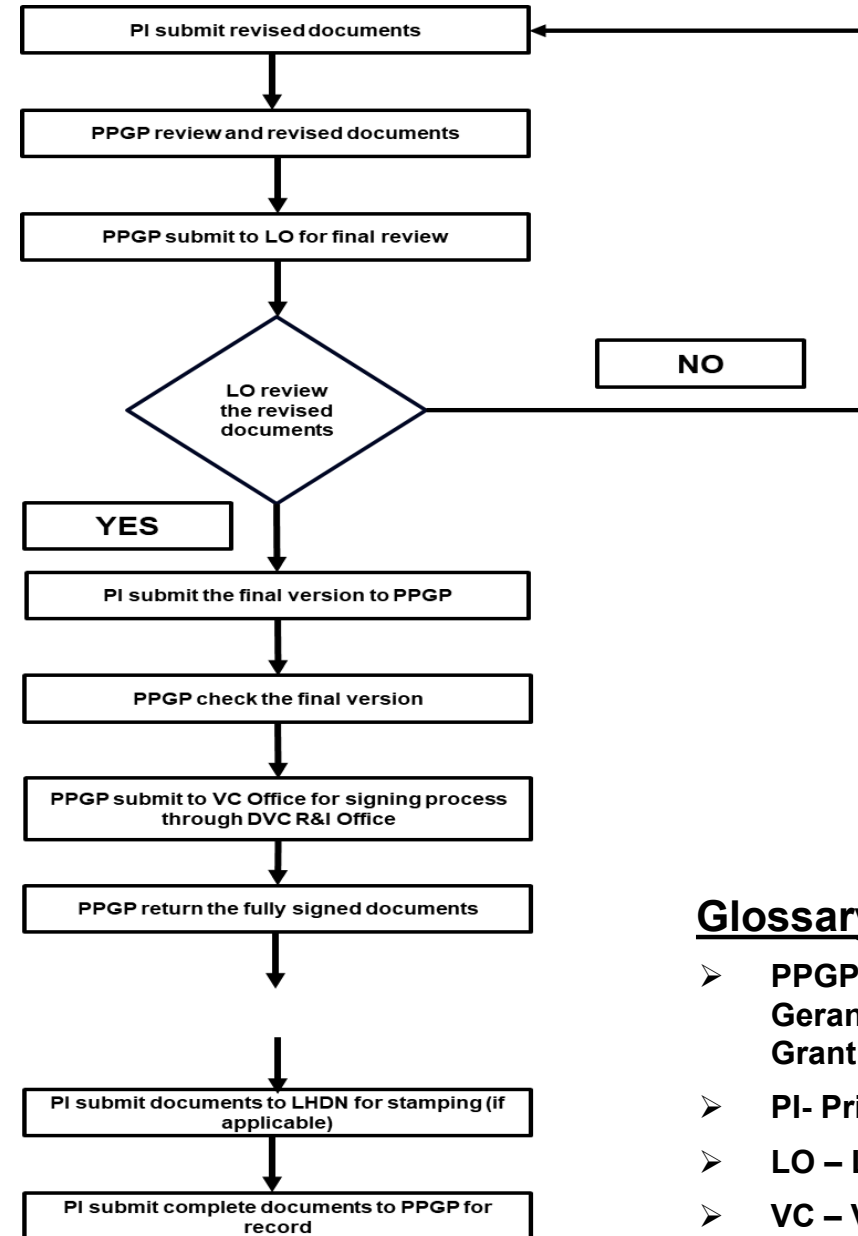 PI submit revised documents
PPGP review and revised documents
PPGP submit to LO for final review
LO review
the revised
documents
NO
YES
PI submit the final version to PPGP
PPGP check the final version
PPGP submit to VC Office for signing process
through DVC R&I Office
PPGP return the fully signed documents
PI submit documents to LHDN for stamping (if
applicable)
PI submit complete documents to PPGP for
record
Glossary
➢ PPGP
Geran
Grant
➢ PI- Pri
➢ LO –
➢ VC –